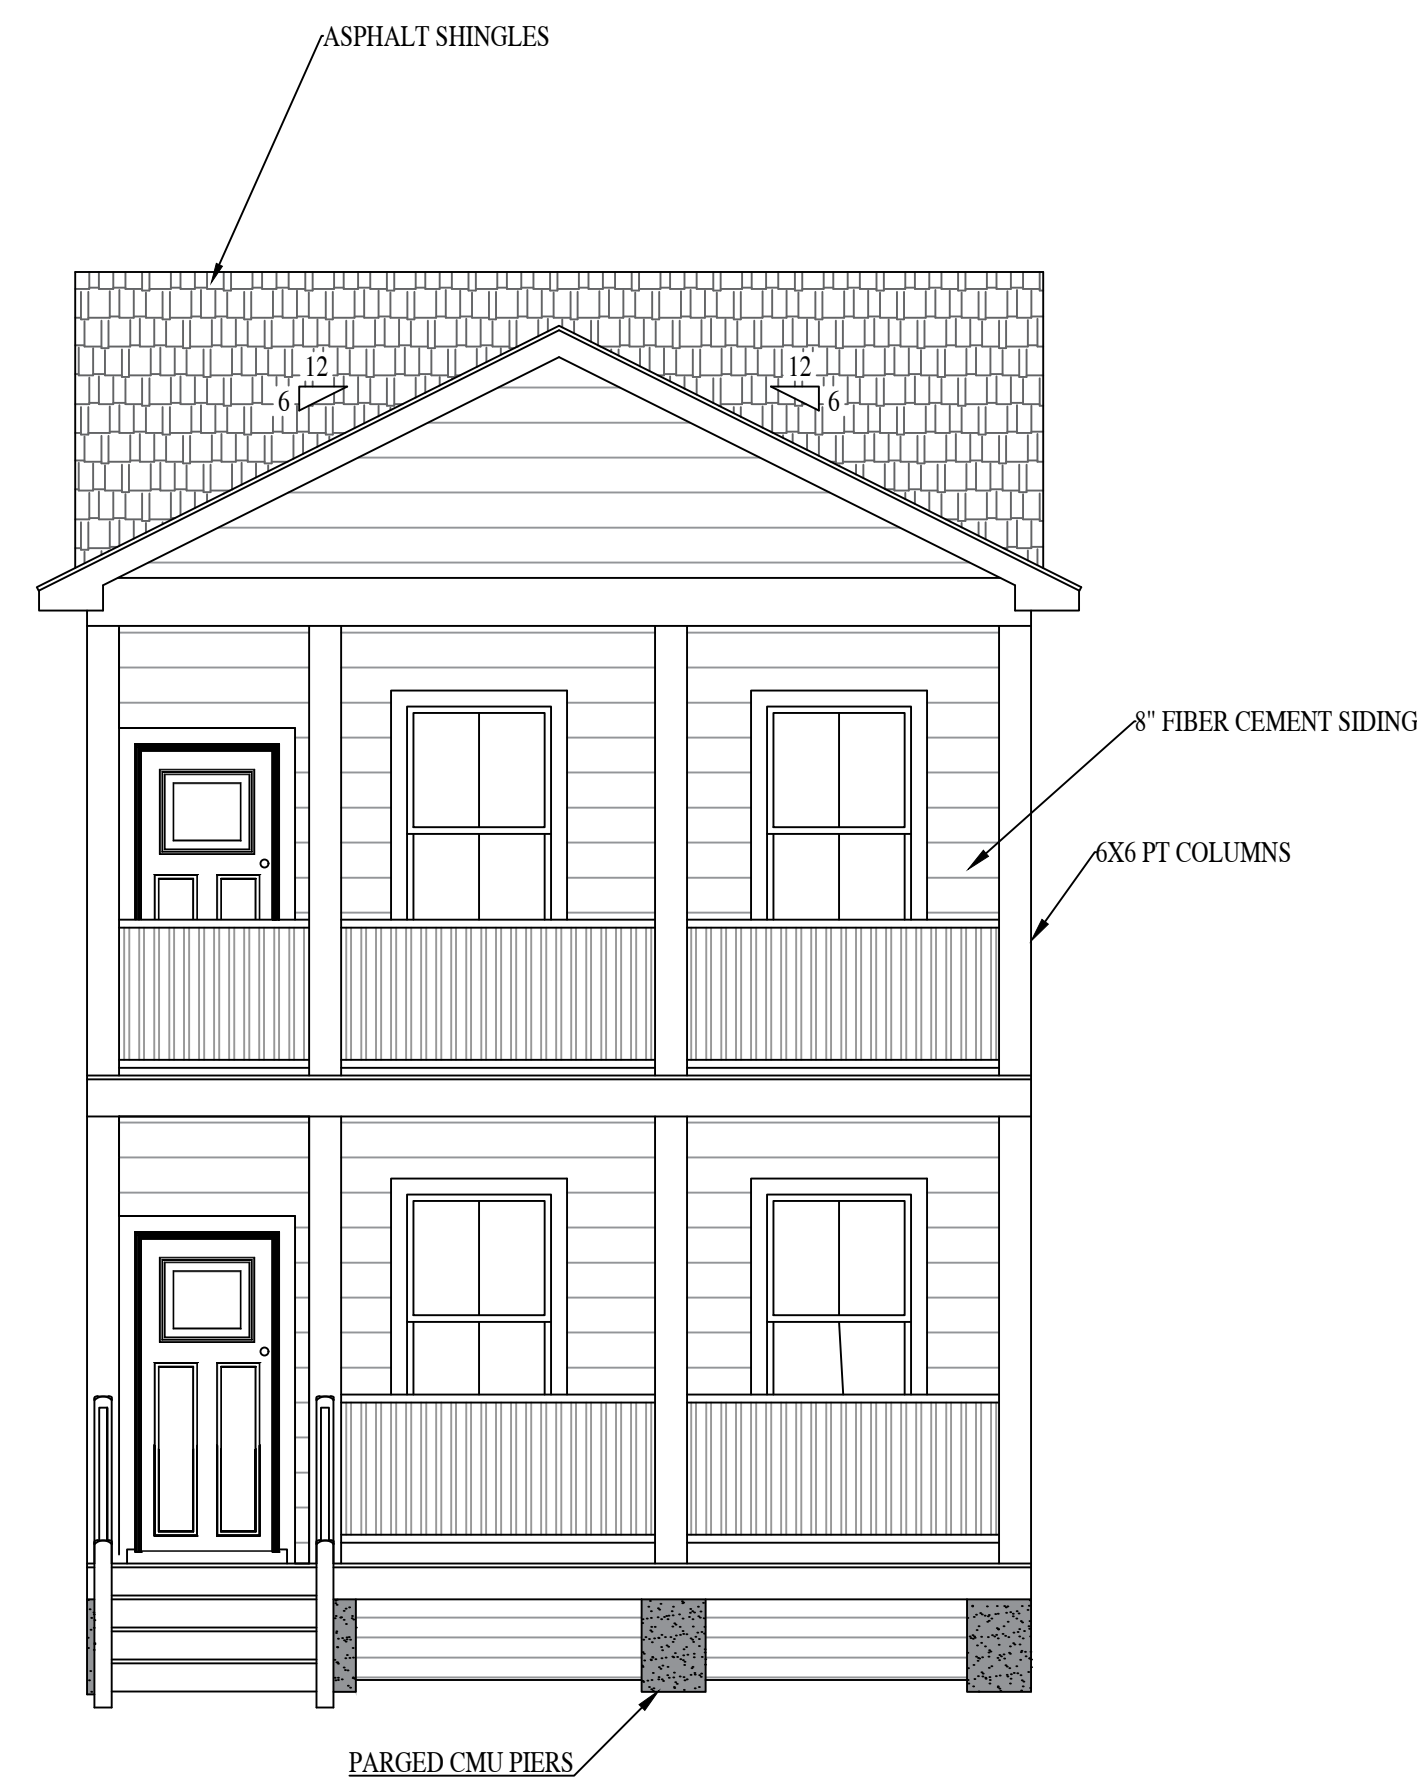 ASPHALT SHINGLES
12
6
12
6
8" FIBER CEMENT SIDING
6X6 PT COLUMNS
PARGED CMU PIERS